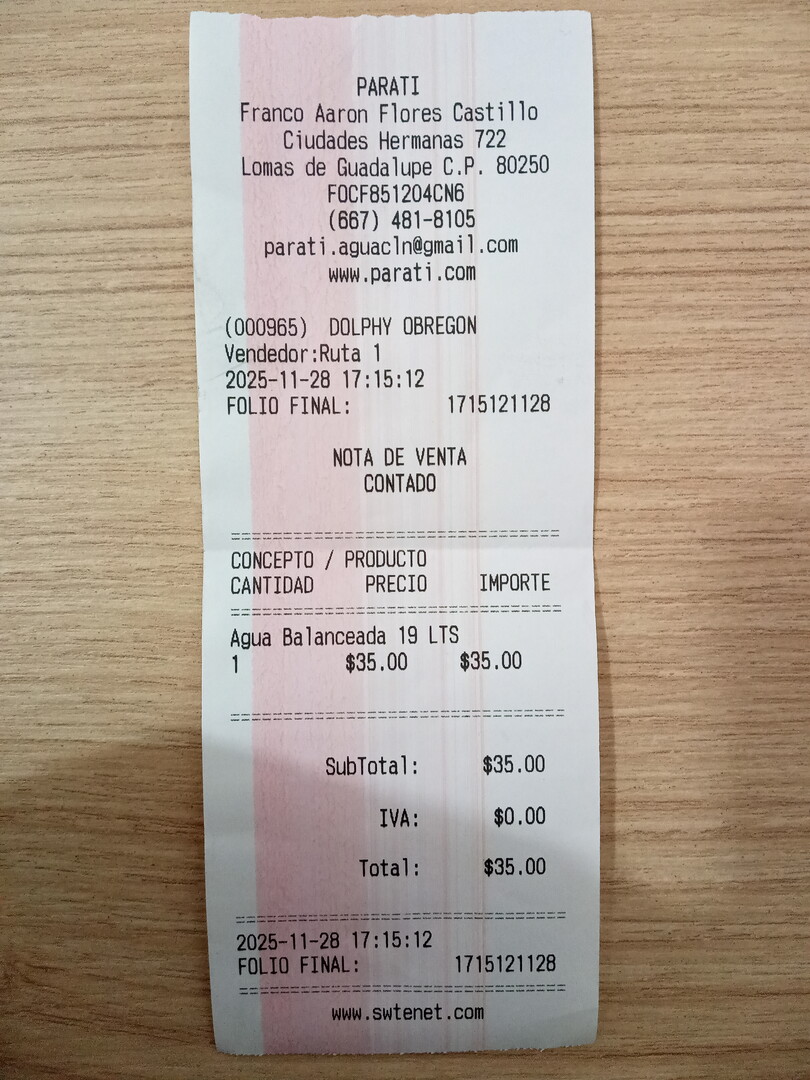 PARATI
Franco Aaron Flores Castillo
Ciudades Hermanas 722
Lomas de Guadalupe C.P. 80250
FOCF851204CN6
(667) 481-8105
parati.aguacln@gmail.com
www.parati.com
(000965) DOLPHY OBREGON
Vendedor:Ruta 1
2025-11-28 17:15:12
FOLIO FINAL: 1715121128
NOTA DE VENTA
CONTADO
CONCEPTO / PRODUCTO
CANTIDAD PRECIO IMPORTE
Agua Balanceada 19 LTS
1 $35.00 $35.00
SubTotal: $35.00
IVA: $0.00
Total: $35.00
2025-11-28 17:15:12
FOLIO FINAL: 1715121128
www.swtenet.com